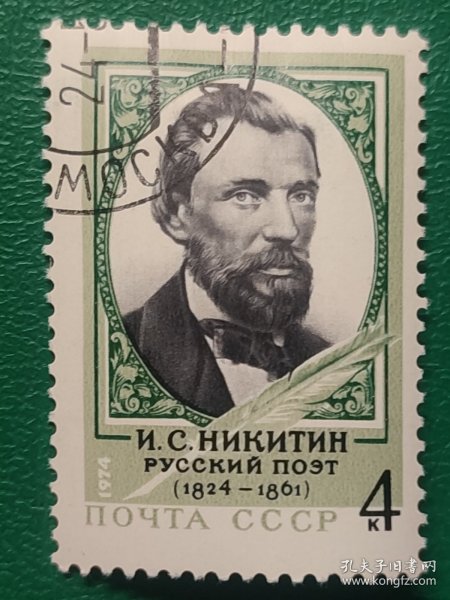 24
МОСКВА
И.С.НИКИТИН
РУССКИЙ ПОЭТ
(1824-1861)
1974
4
к
ПОЧТА СССР
孔夫子旧书网
www.kongfz.com